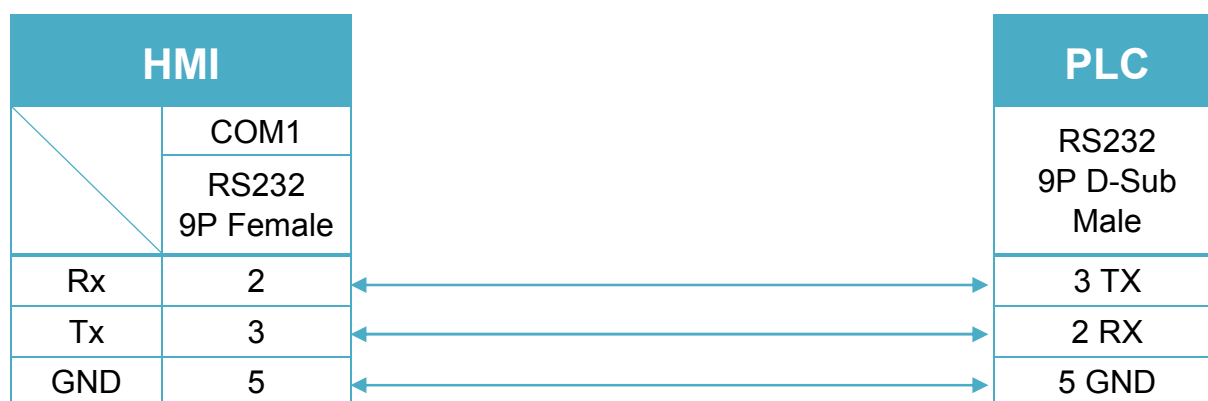 HMI
PLC
COM1
RS232
9P Female
RS232
9P D-Sub
Male
Rx 2 3 TX
Tx 3 2 RX
GND 5 5 GND